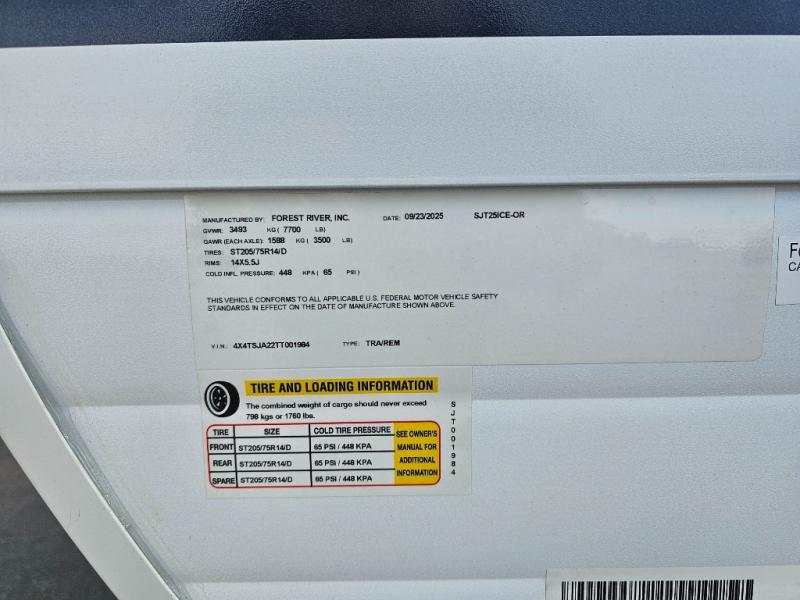 MANUFACTURED BY: FOREST RIVER, INC. DATE: 09/23/2025 SJT25ICE-OR
GVWR: 3493 KG ( 7700 LB)
GAWR (EACH AXLE): 1588 KG ( 3500 LB)
TIRES: ST205/75R14/D
RIMS: 14X5.5J
COLD INFL. PRESSURE: 448 KPA ( 65 PSI )
THIS VEHICLE CONFORMS TO ALL APPLICABLE U.S. FEDERAL MOTOR VEHICLE SAFETY
STANDARDS IN EFFECT ON THE DATE OF MANUFACTURE SHOWN ABOVE.
V.I.N.: 4X4TSJA22TT001984 TYPE: TRA/REM
TIRE AND LOADING INFORMATION
The combined weight of cargo should never exceed
798 kgs or 1760 lbs.
TIRE SIZE COLD TIRE PRESSURE
FRONT ST205/75R14/D 65 PSI / 448 KPA
REAR ST205/75R14/D 65 PSI / 448 KPA
SPARE ST205/75R14/D 65 PSI / 448 KPA
SEE OWNER'S
MANUAL FOR
ADDITIONAL
INFORMATION
SJT001984